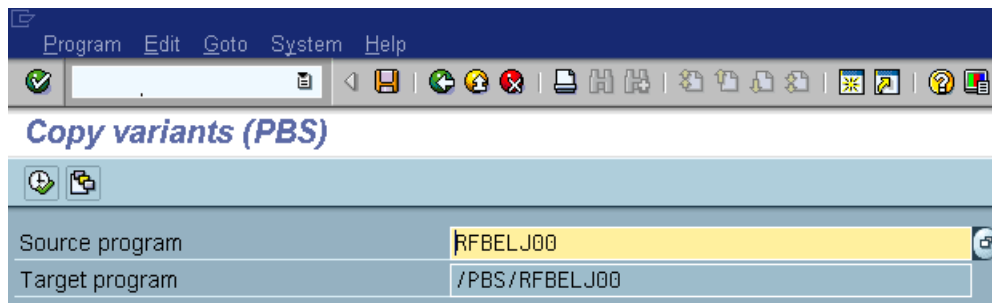 Program Edit Goto System Help
Copy variants (PBS)
Source program RFBELJ00
Target program /PBS/RFBELJ00